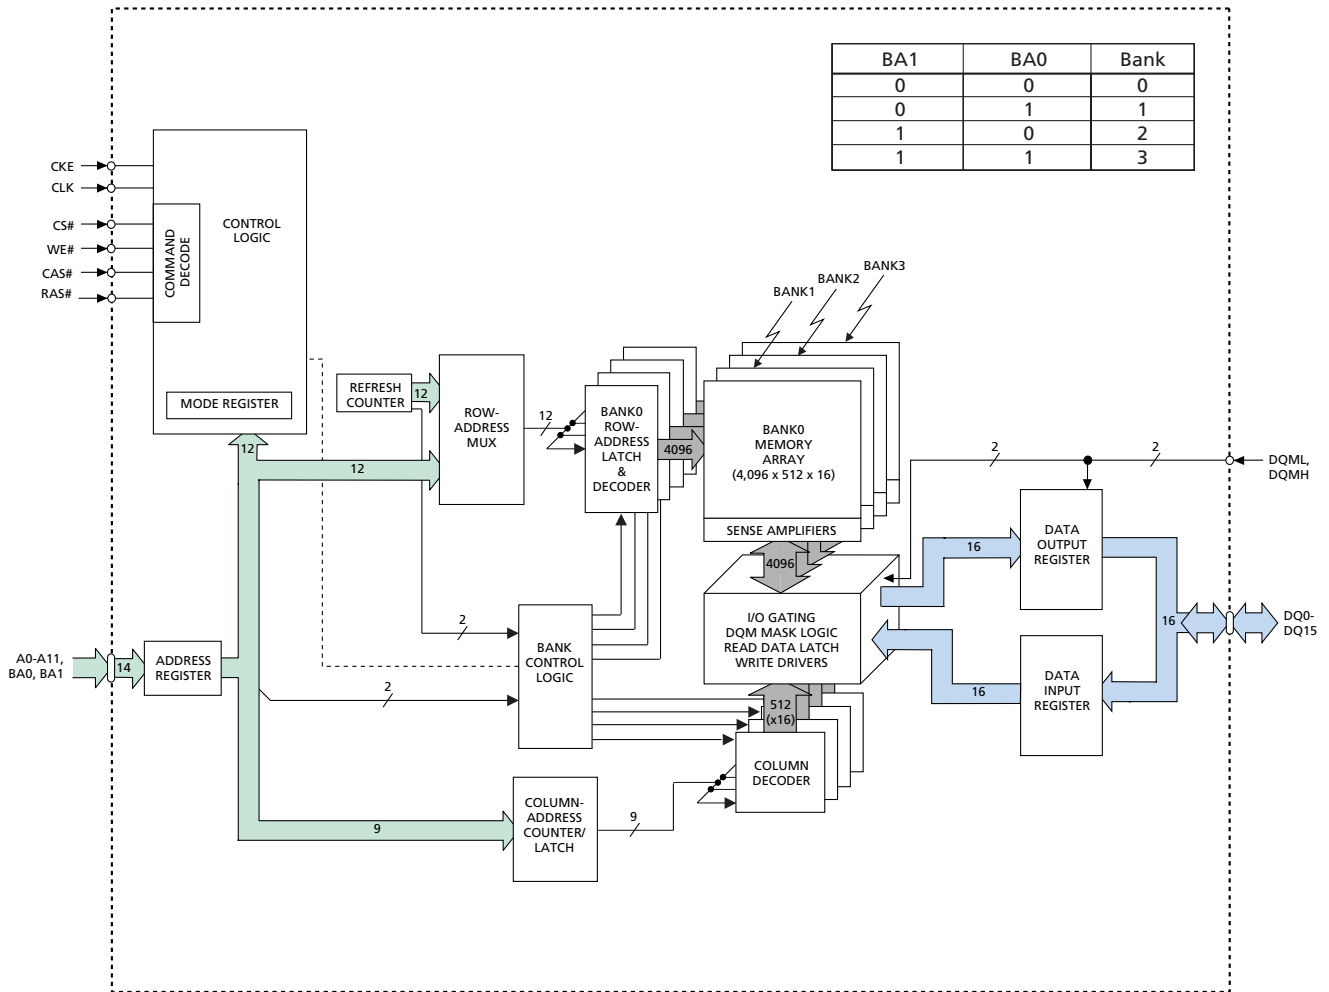 BA1 BA0 Bank
0 0 0
0 1 1
1 0 2
1 1 3
CKE
CLK
CS#
WE#
CAS#
RAS#
COMMAND
DECODE
CONTROL
LOGIC
MODE REGISTER
12
12
REFRESH
COUNTER
12
ROW-
ADDRESS
MUX
12
BANK0
ROW-
ADDRESS
LATCH
&
DECODER
4096
BANK1
BANK2
BANK3
BANK0
MEMORY
ARRAY
(4,096 x 512 x 16)
SENSE AMPLIFIERS
4096
I/O GATING
DQM MASK LOGIC
READ DATA LATCH
WRITE DRIVERS
2
2
DQML,
DQMH
16
DATA
OUTPUT
REGISTER
16
DQ0-
DQ15
16
DATA
INPUT
REGISTER
A0-A11,
BA0, BA1
14
ADDRESS
REGISTER
2
2
BANK
CONTROL
LOGIC
512
(x16)
COLUMN
DECODER
9
COLUMN-
ADDRESS
COUNTER/
LATCH
9